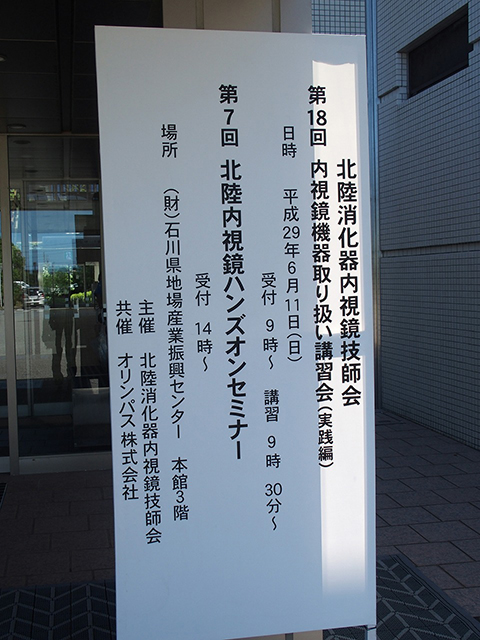 北陸消化器内視鏡技師会
第18回 内視鏡機器取り扱い講習会(実践編)
日時 平成29年6月11日(日)
受付 9時〜 講習 9時 30分〜
第7回 北陸内視鏡ハンズオンセミナー
受付 14時〜
場所 (財)石川県地場産業振興センター 本館3階
主催 北陸消化器内視鏡技師会
共催 オリンパス株式会社